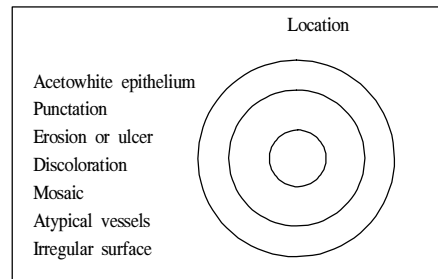 Location
Acetowhite epithelium
Punctation
Erosion or ulcer
Discoloration
Mosaic
Atypical vessels
Irregular surface